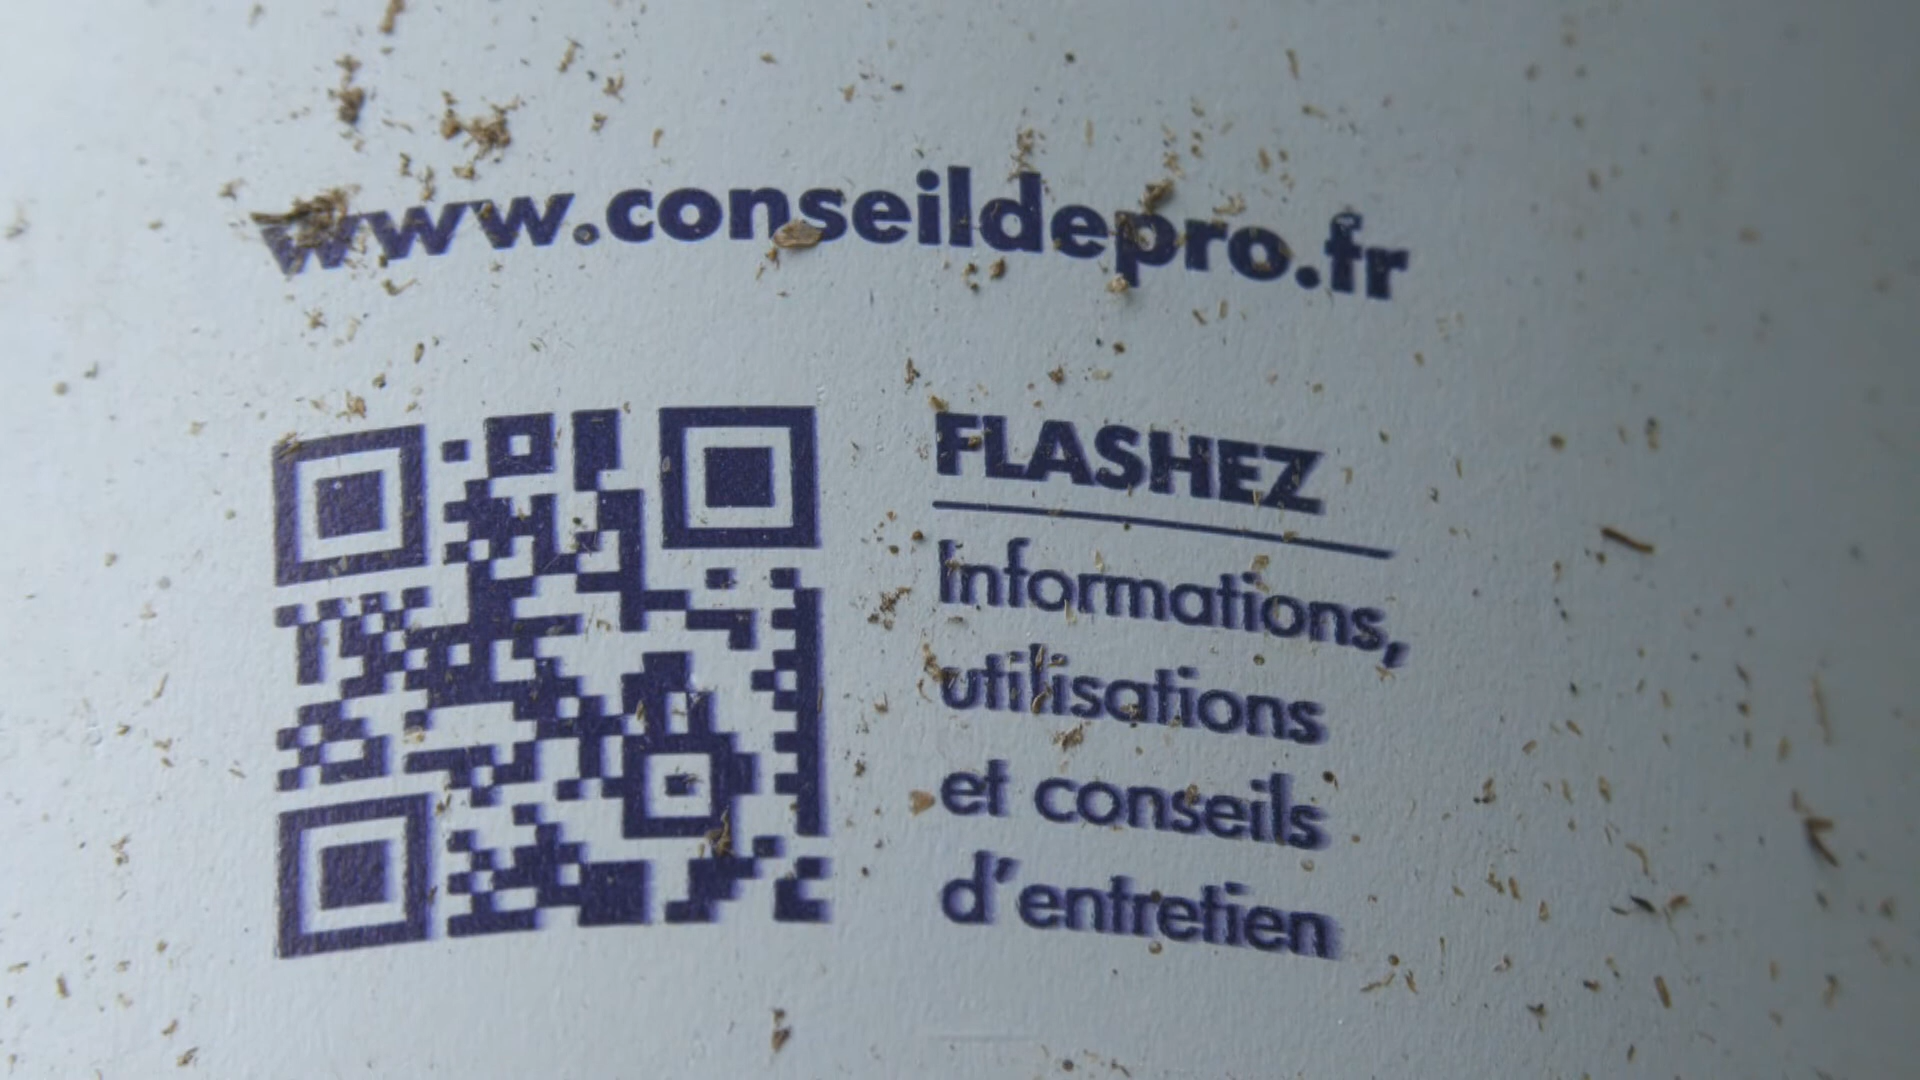 www.conseildepro.fr
FLASHEZ
Informations,
utilisations
et conseils
d'entretien